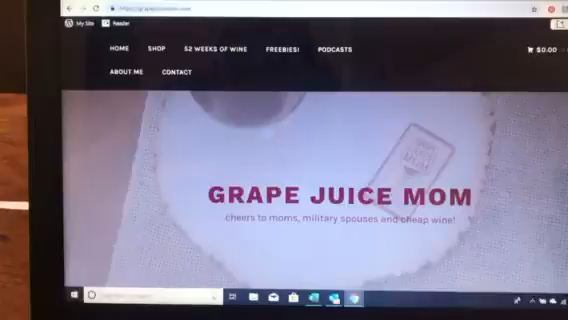 My Site Reader
HOME SHOP 52 WEEKS OF WINE FREEBIES! PODCASTS
$0.00
ABOUT ME CONTACT
GRAPE JUICE MOM
cheers to moms, military spouses and cheap wine!